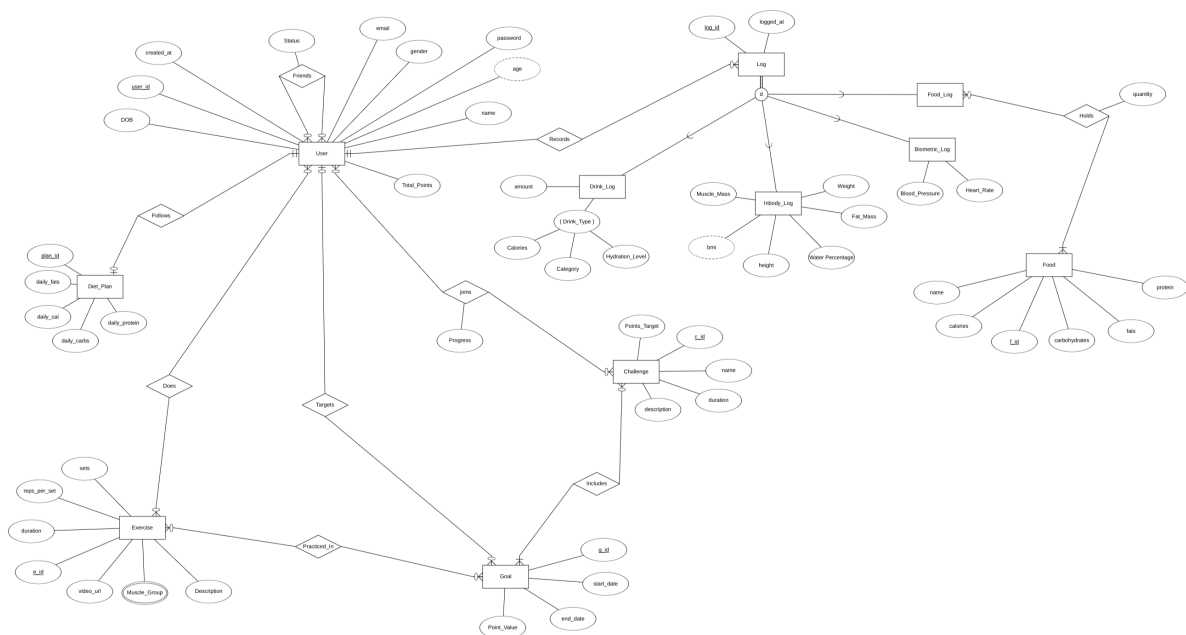 email
Status
gender
password
created_at
age
Friends
user_id
name
DOB
User
Total_Points
Follows
Records
log_id
logged_at
Log
d
Food_Log
quantity
Holds
Biometric_Log
Blood_Pressure
Heart_Rate
amount
Drink_Log
( Drink_Type )
Calories
Category
Hydration_Level
Muscle_Mass
Weight
Inbody_Log
Fat_Mass
bmi
height
Water Percentage
Food
name
protein
calories
f_id
carbohydrates
fats
plan_id
daily_fats
Diet_Plan
daily_cal
daily_protein
daily_carbs
joins
Progress
Points_Target
c_id
Challenge
name
duration
description
Does
Targets
Includes
sets
reps_per_set
Exercise
duration
e_id
video_url
Muscle_Group
Description
Practiced_In
Goal
g_id
start_date
end_date
Point_Value